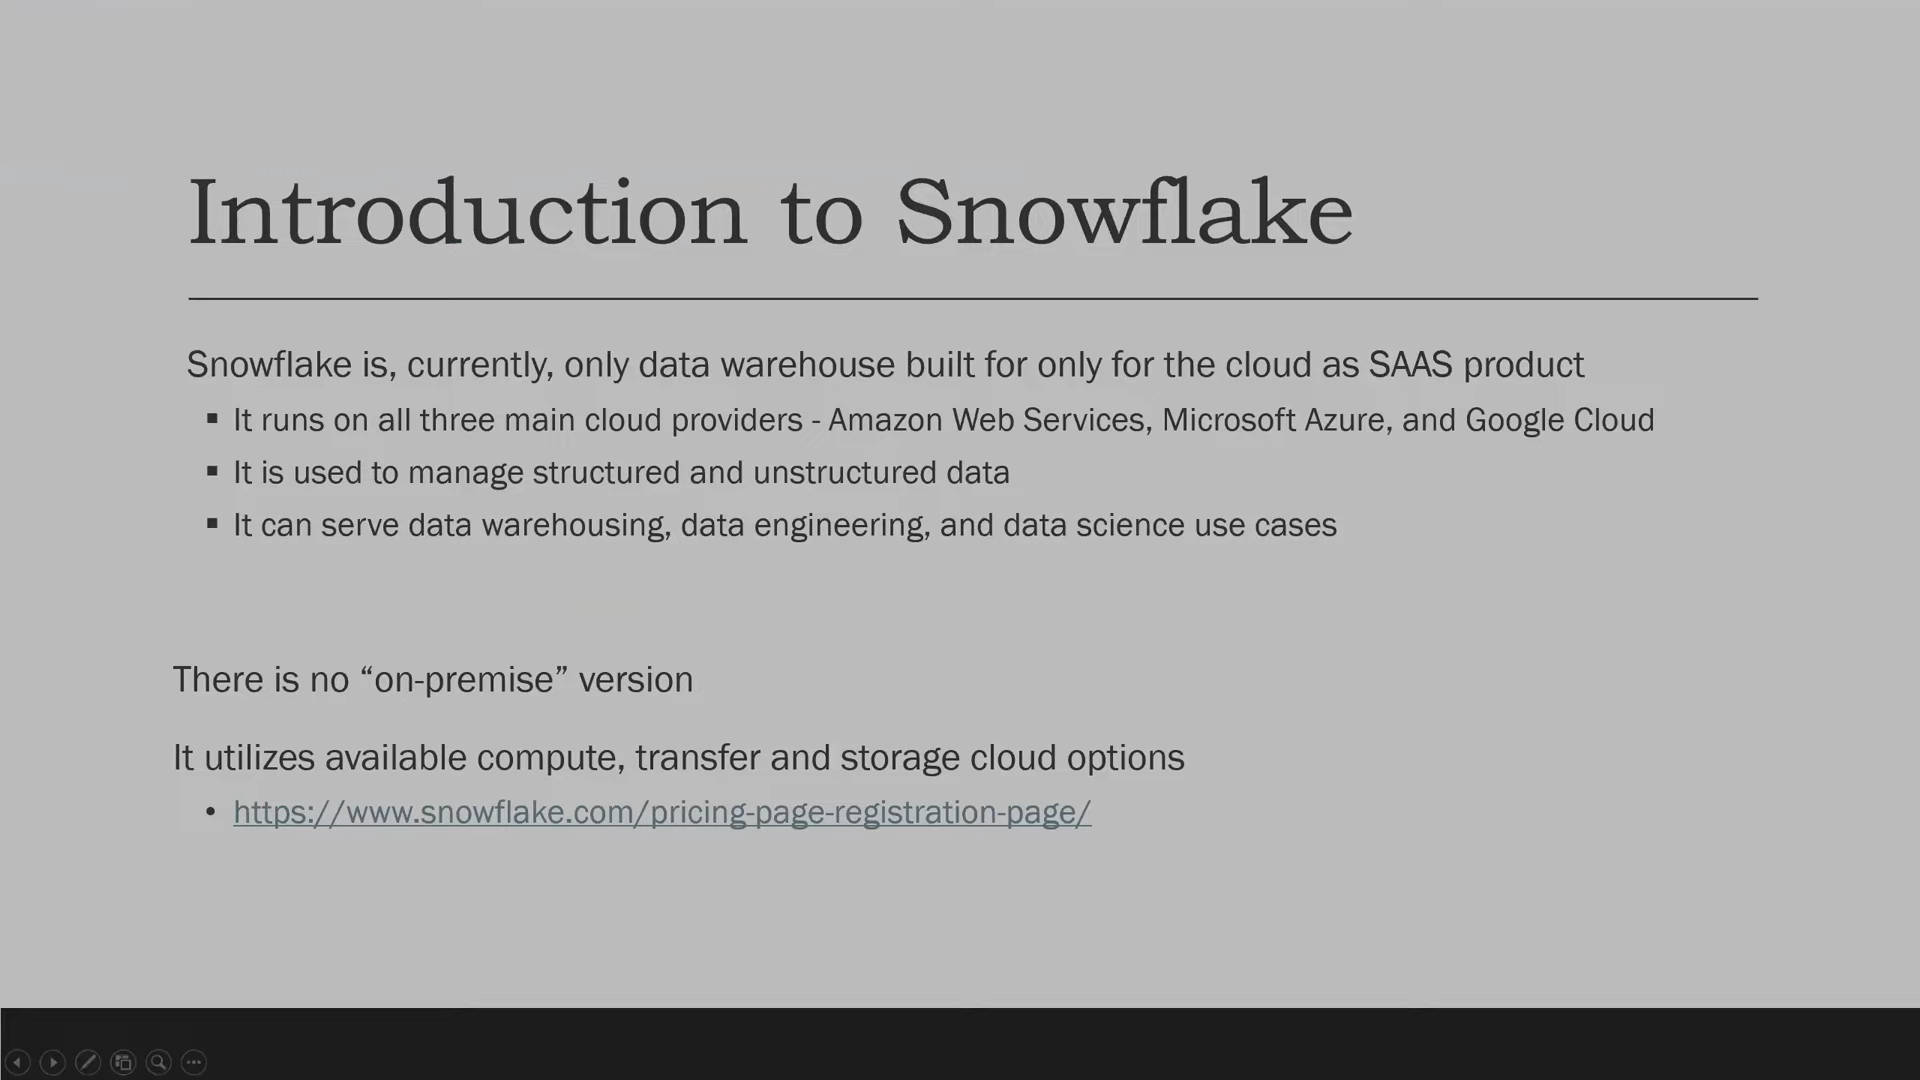 Introduction to Snowflake
Snowflake is, currently, only data warehouse built for only for the cloud as SAAS product
▪ It runs on all three main cloud providers - Amazon Web Services, Microsoft Azure, and Google Cloud
▪ It is used to manage structured and unstructured data
▪ It can serve data warehousing, data engineering, and data science use cases
There is no “on-premise” version
It utilizes available compute, transfer and storage cloud options
• https://www.snowflake.com/pricing-page-registration-page/